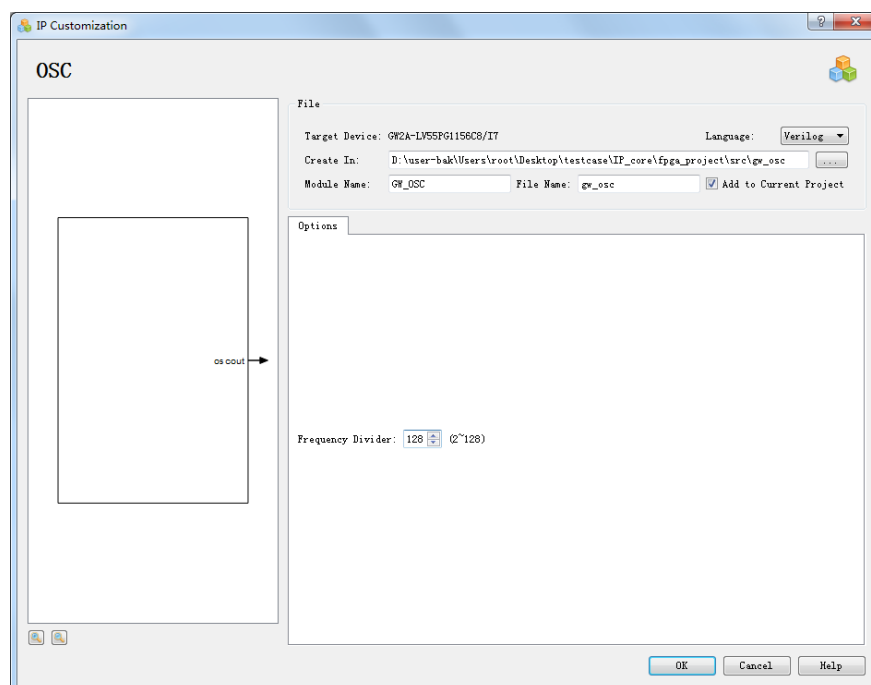 IP Customization
OSC
File
Target Device: GW2A-LV55PG1156C8/I7 Language: Verilog
Create In: D:\user-bak\Users\root\Desktop\testcase\IP_core\fpga_project\src\gw_osc ...
Module Name: GW_OSC File Name: gw_osc Add to Current Project
Options
oscout
Frequency Divider: 128 (2~128)
OK Cancel Help